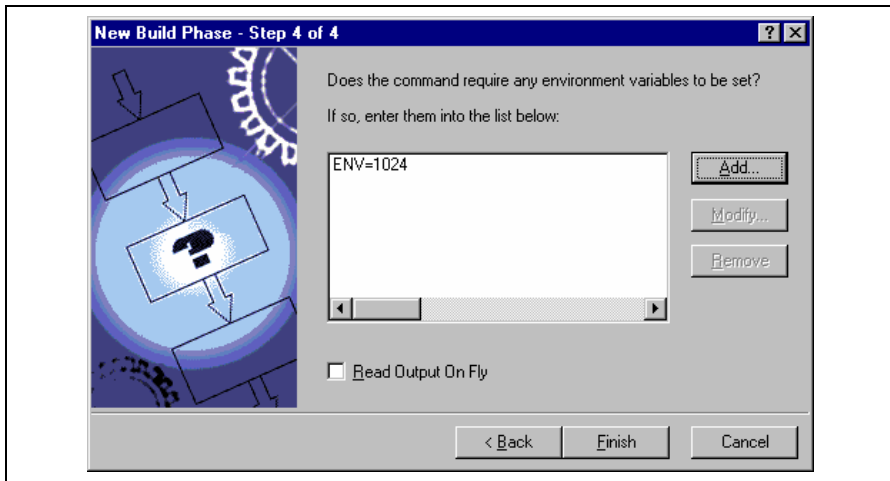 New Build Phase - Step 4 of 4
Does the command require any environment variables to be set?
If so, enter them into the list below:
ENV=1024
Add...
Modify...
Remove
Read Output On Fly
< Back
Finish
Cancel